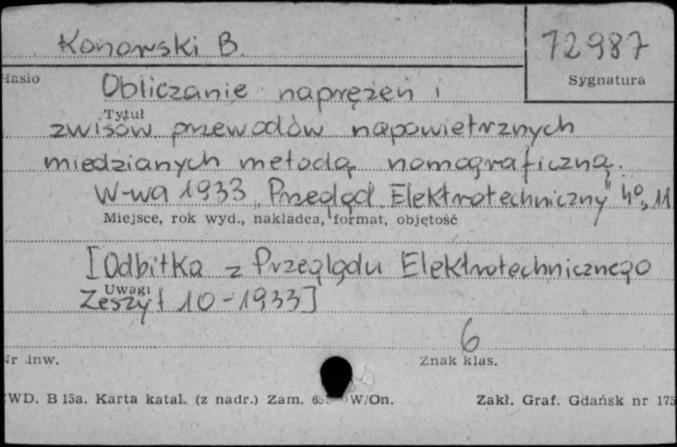 Konowski B.
72987
Hasło
Sygnatura
Obliczanie naprężeń i
Tytuł
zwisów przewodów napowietrznych
miedzianych metodą nomograficzną.
W-wa 1933 „Przegląd Elektrotechniczny" 4°, 11
Miejsce, rok wyd., nakładca, format, objętość
[Odbitka z Przeglądu Elektrotechnicznego
Uwagi
Zeszyt 10-1933]
6
Nr inw.
Znak klas.
WD. B 15a. Karta katal. (z nadr.) Zam. W/On.
Zakł. Graf. Gdańsk nr 175